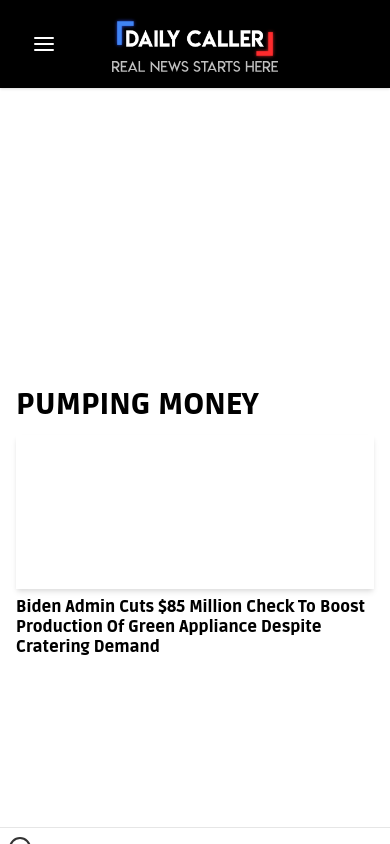 DAILY CALLER
REAL NEWS STARTS HERE
PUMPING MONEY
Biden Admin Cuts $85 Million Check To Boost
Production Of Green Appliance Despite
Cratering Demand